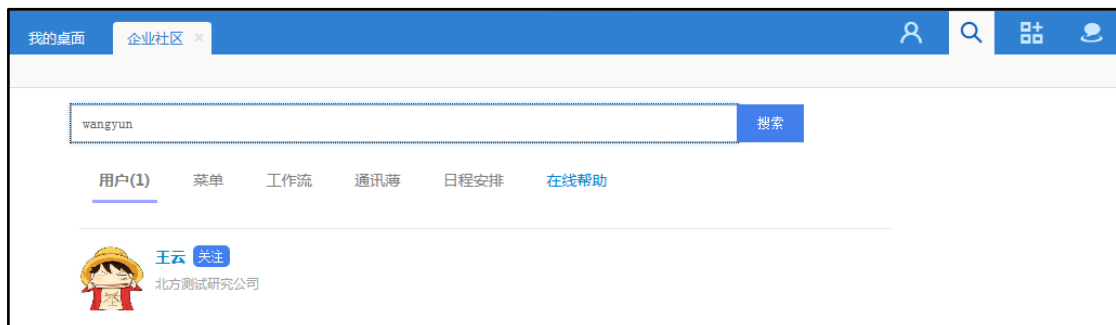 我的桌面 企业社区 ×
wangyun 搜索
用户(1) 菜单 工作流 通讯薄 日程安排 在线帮助
王云 关注
北方测试研究公司